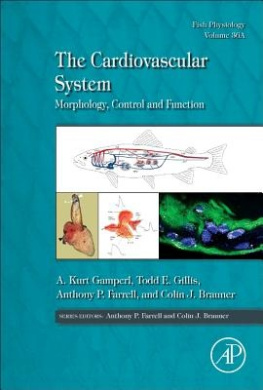 Fish Physiology
Volume 36A
The Cardiovascular
System
Morphology, Control and Function
A. Kurt Gamperl, Todd E. Gillis,
Anthony P. Farrell, and Colin J. Brauner
SERIES EDITORS: Anthony P. Farrell and Colin J. Brauner
AP